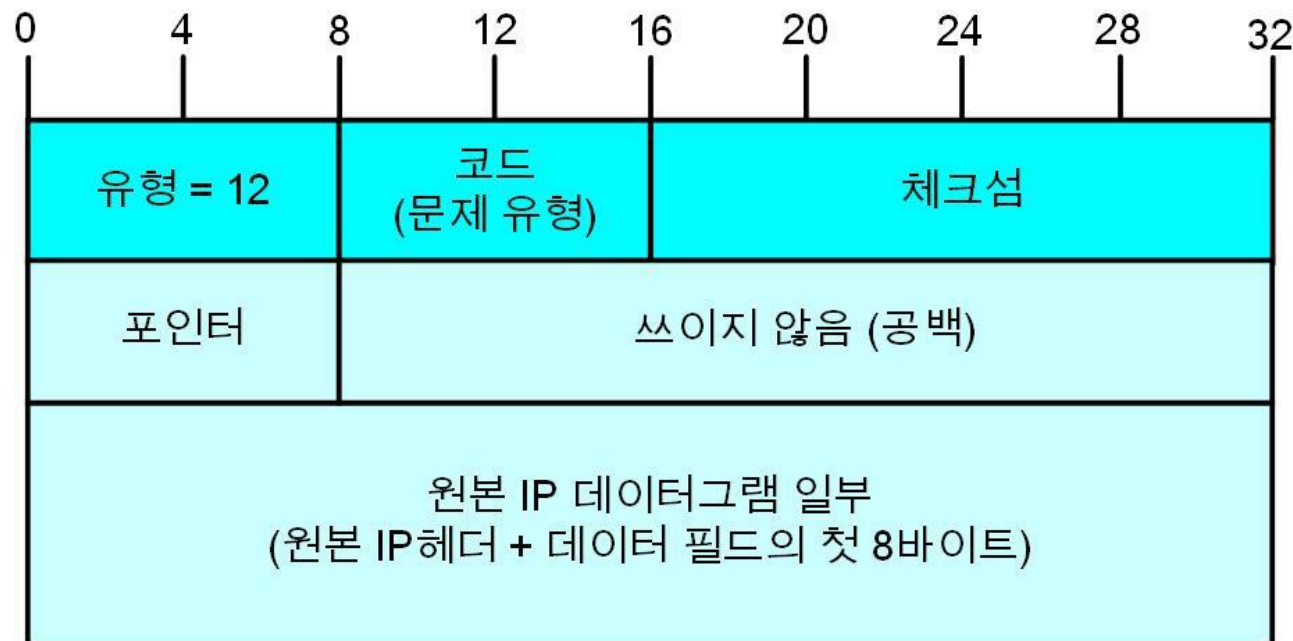 0 4 8 12 16 20 24 28 32
유형 = 12
코드
(문제 유형)
체크섬
포인터
쓰이지 않음 (공백)
원본 IP 데이터그램 일부
(원본 IP헤더 + 데이터 필드의 첫 8바이트)